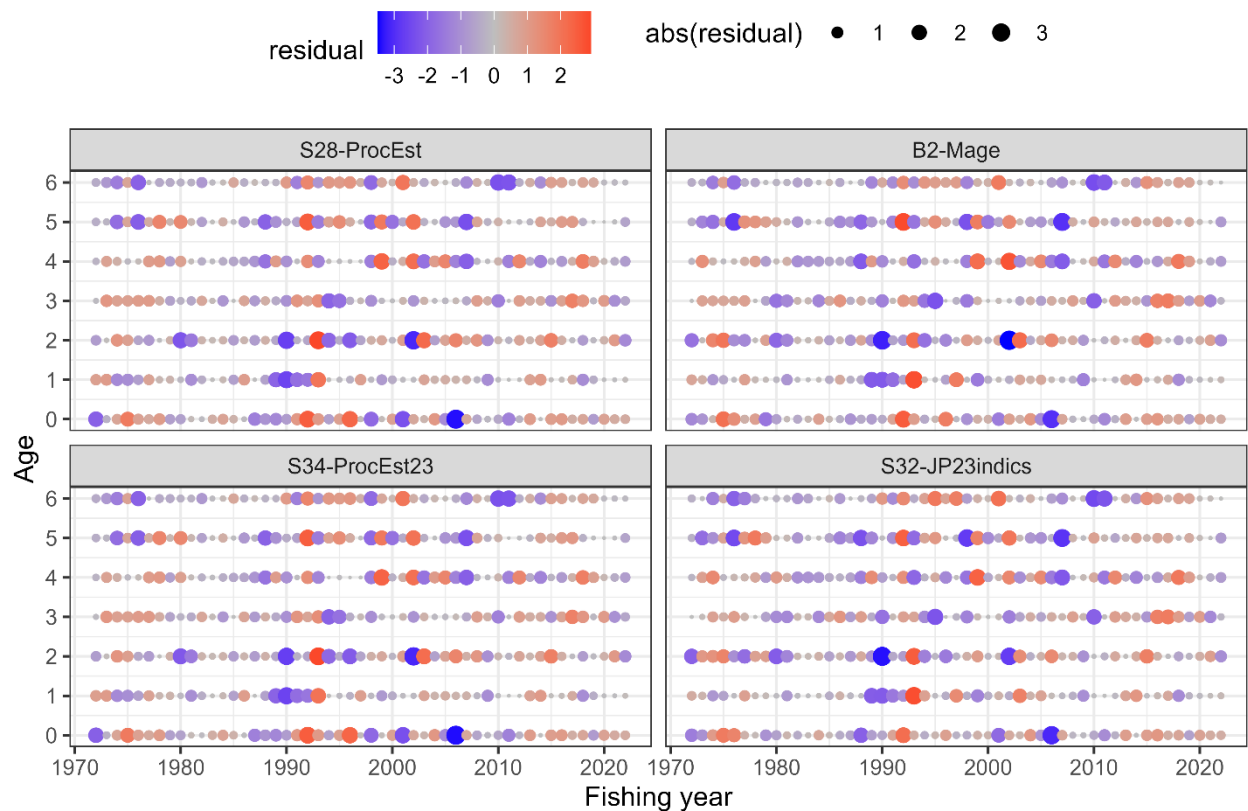 residual
-3 -2 -1 0 1 2
abs(residual) 1 2 3
S28-ProcEst
B2-Mage
6
5
4
3
2
1
0
Age
S34-ProcEst23
S32-JP23indics
6
5
4
3
2
1
0
1970 1980 1990 2000 2010 2020
1970 1980 1990 2000 2010 2020
Fishing year